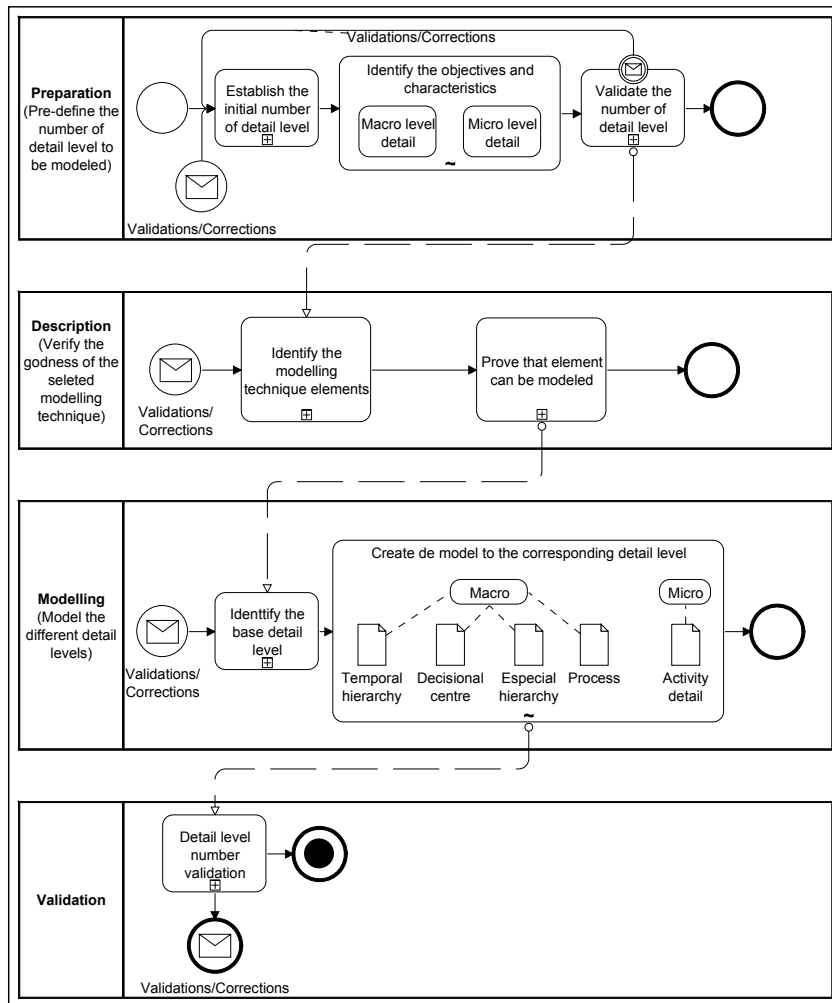 Validations/Corrections
Preparation
(Pre-define the
number of
detail level to
be modeled)
Establish the
initial number
of detail level
Identify the objectives and
characteristics
Macro level
detail
Micro level
detail
~
Validate the
number of
detail level
Validations/Corrections
Description
(Verify the
godness of the
seleted
modelling
technique)
Validations/
Corrections
Identify the
modelling
technique elements
Prove that element
can be modeled
Modelling
(Model the
different detail
levels)
Validations/
Corrections
Identtify the
base detail
level
Create de model to the corresponding detail level
Macro
Micro
Temporal
hierarchy
Decisional
centre
Especial
hierarchy
Process
Activity
detail
~
Validation
Detail level
number
validation
Validations/Corrections